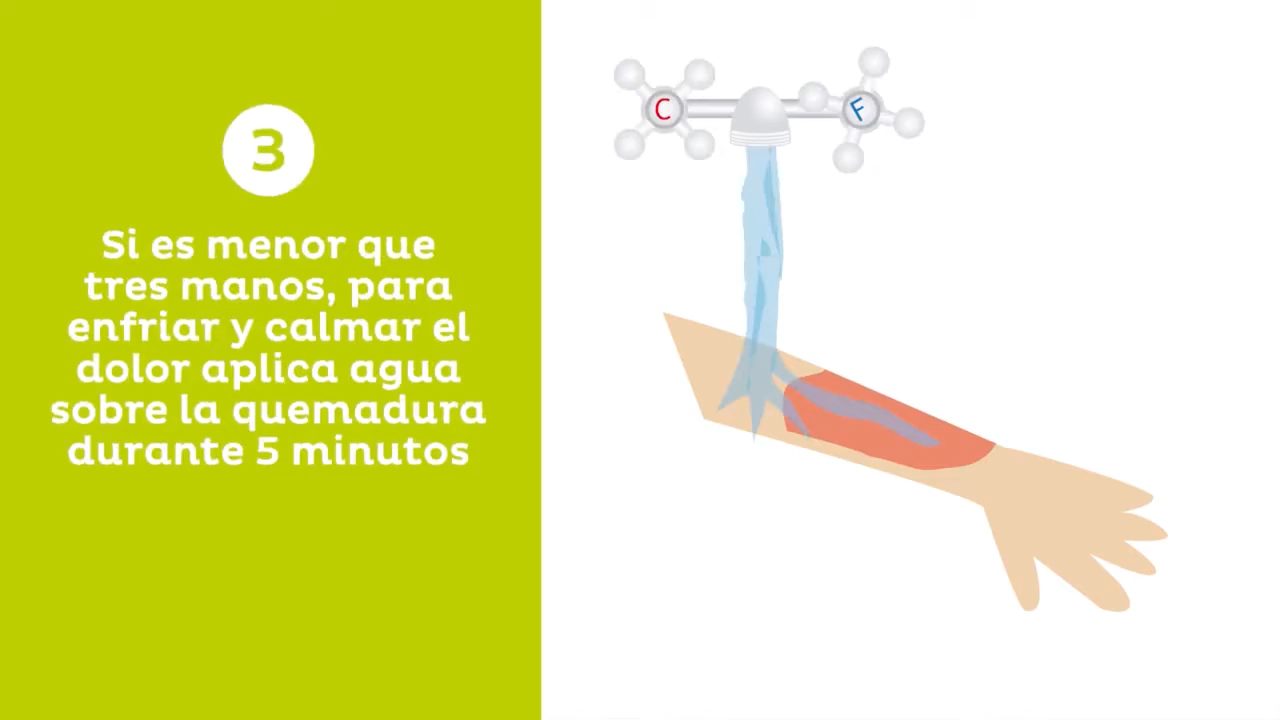 3
Si es menor que
tres manos, para
enfriar y calmar el
dolor aplica agua
sobre la quemadura
durante 5 minutos
C
F